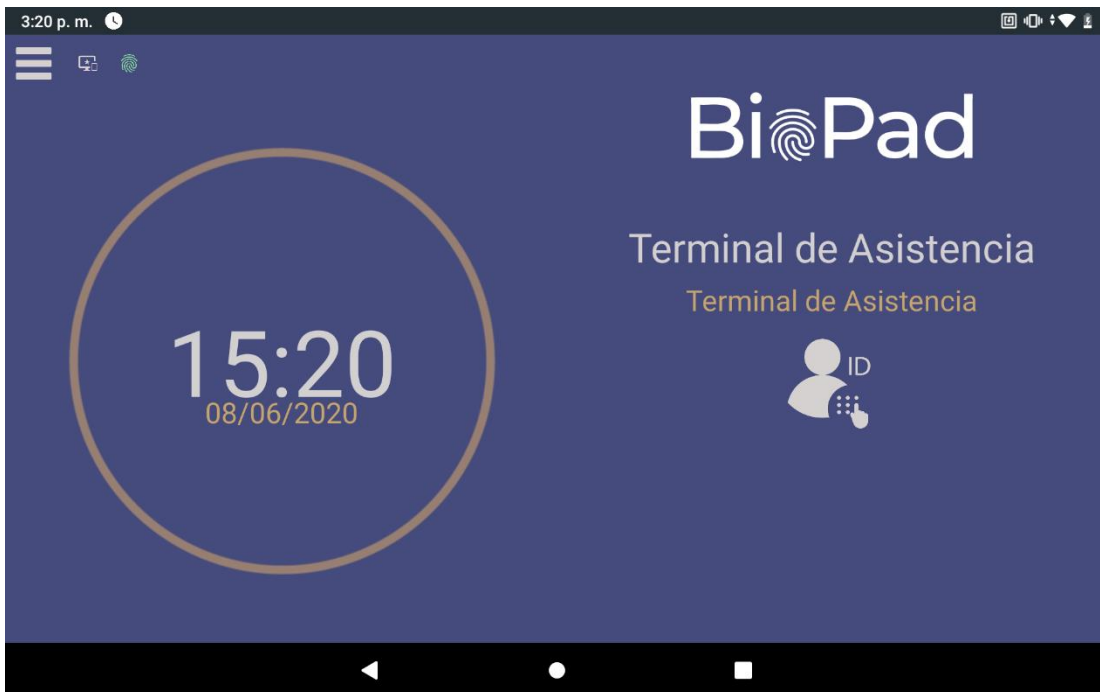 3:20 p. m.
BioPad
Terminal de Asistencia
Terminal de Asistencia
ID
15:20
08/06/2020